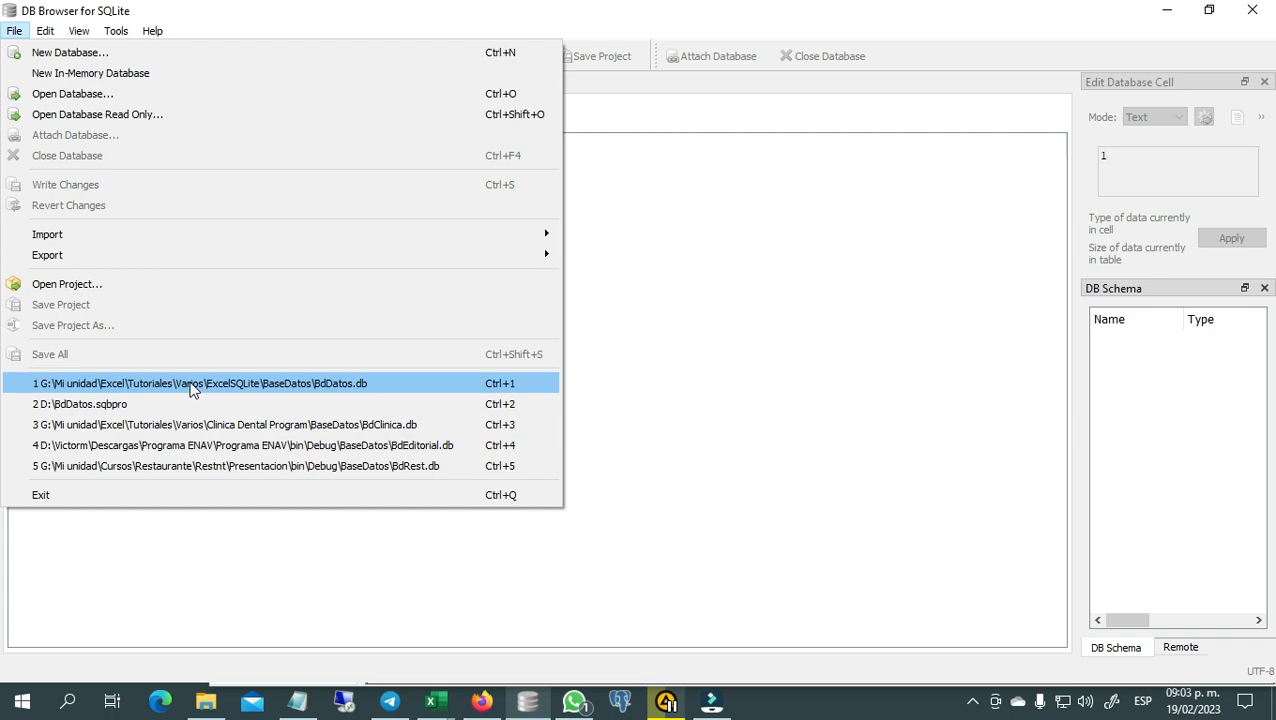 DB Browser for SQLite
File Edit View Tools Help
New Database... Ctrl+N
Save Project Attach Database Close Database
New In-Memory Database
Open Database... Ctrl+O
Open Database Read Only... Ctrl+Shift+O
Attach Database...
Close Database Ctrl+F4
Write Changes Ctrl+S
Revert Changes
Import
Export
Open Project...
Save Project
Save Project As...
Save All Ctrl+Shift+S
1 G:\Mi unidad\Excel\Tutoriales\Varios\ExcelSQLite\BaseDatos\BdDatos.db Ctrl+1
2 D:\BdDatos.sqbpro Ctrl+2
3 G:\Mi unidad\Excel\Tutoriales\Varios\Clinica Dental Program\BaseDatos\BdClinica.db Ctrl+3
4 D:\Victorm\Descargas\Programa ENAV\Programa ENAV\bin\Debug\BaseDatos\BdEditorial.db Ctrl+4
5 G:\Mi unidad\Cursos\Restaurante\Restnt\Presentacion\bin\Debug\BaseDatos\BdRest.db Ctrl+5
Exit Ctrl+Q
Edit Database Cell
Mode: Text
1
Type of data currently
in cell
Size of data currently
in table
Apply
DB Schema
Name Type
DB Schema Remote
UTF-8
1
ESP
09:03 p. m.
19/02/2023